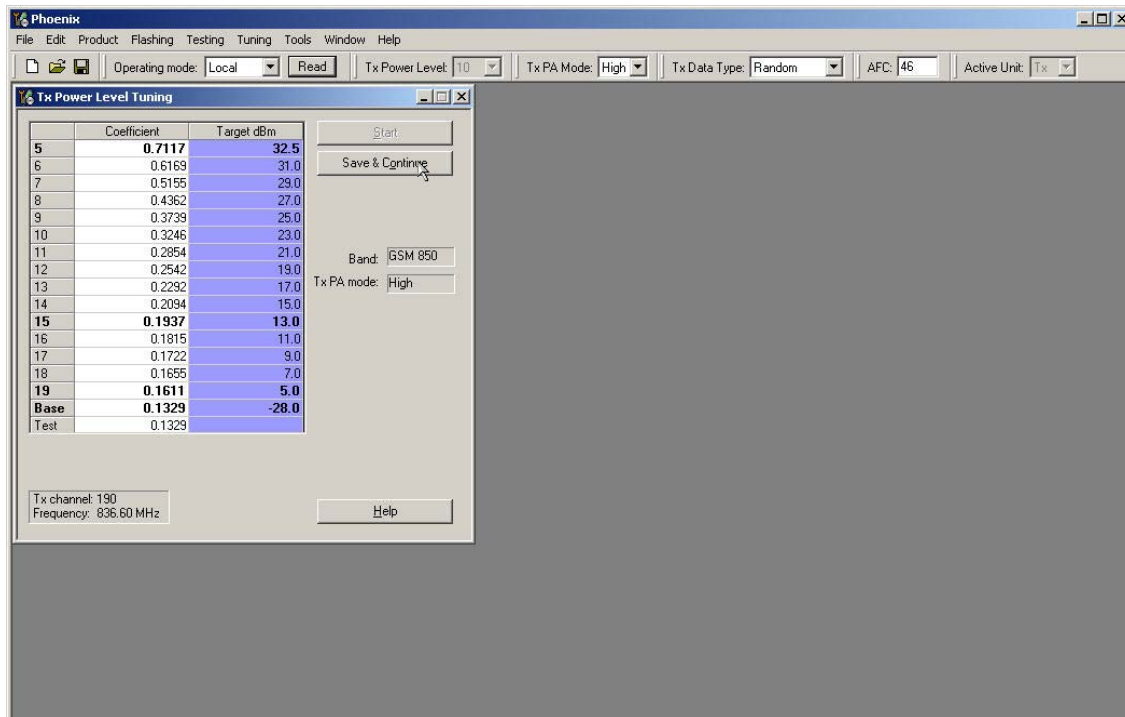 Phoenix
File Edit Product Flashing Testing Tuning Tools Window Help
Operating mode: Local Read Tx Power Level: 10 Tx PA Mode: High Tx Data Type: Random AFC: 46 Active Unit: Tx
Tx Power Level Tuning
Coefficient Target dBm
5 0.7117 32.5
6 0.6169 31.0
7 0.5155 29.0
8 0.4362 27.0
9 0.3739 25.0
10 0.3246 23.0
11 0.2854 21.0
12 0.2542 19.0
13 0.2292 17.0
14 0.2094 15.0
15 0.1937 13.0
16 0.1815 11.0
17 0.1722 9.0
18 0.1655 7.0
19 0.1611 5.0
Base 0.1329 -28.0
Test 0.1329
Start
Save & Continue
Band: GSM 850
Tx PA mode: High
Tx channel: 190
Frequency: 836.60 MHz
Help